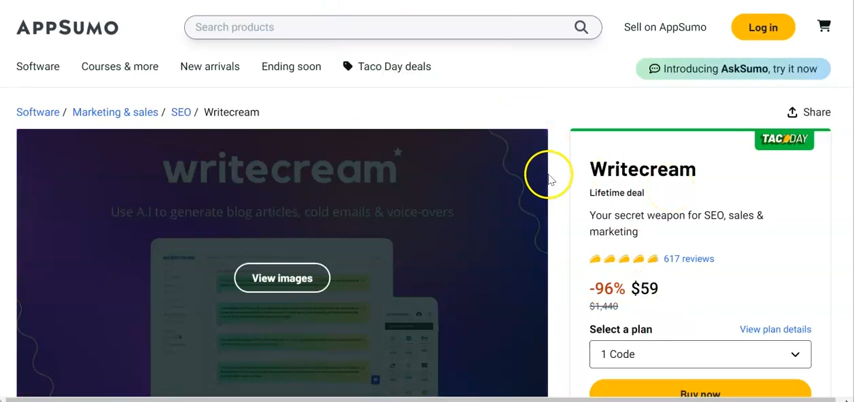 APPSUMO
Search products
Sell on AppSumo
Log in
Software
Courses & more
New arrivals
Ending soon
Taco Day deals
Introducing AskSumo, try it now
Software / Marketing & sales / SEO / Writecream
Share
writecream
Use A.I to generate blog articles, cold emails & voice-overs
View images
TACO DAY
Writecream
Lifetime deal
Your secret weapon for SEO, sales &
marketing
617 reviews
-96% $59
$1,440
Select a plan
View plan details
1 Code
Buy now